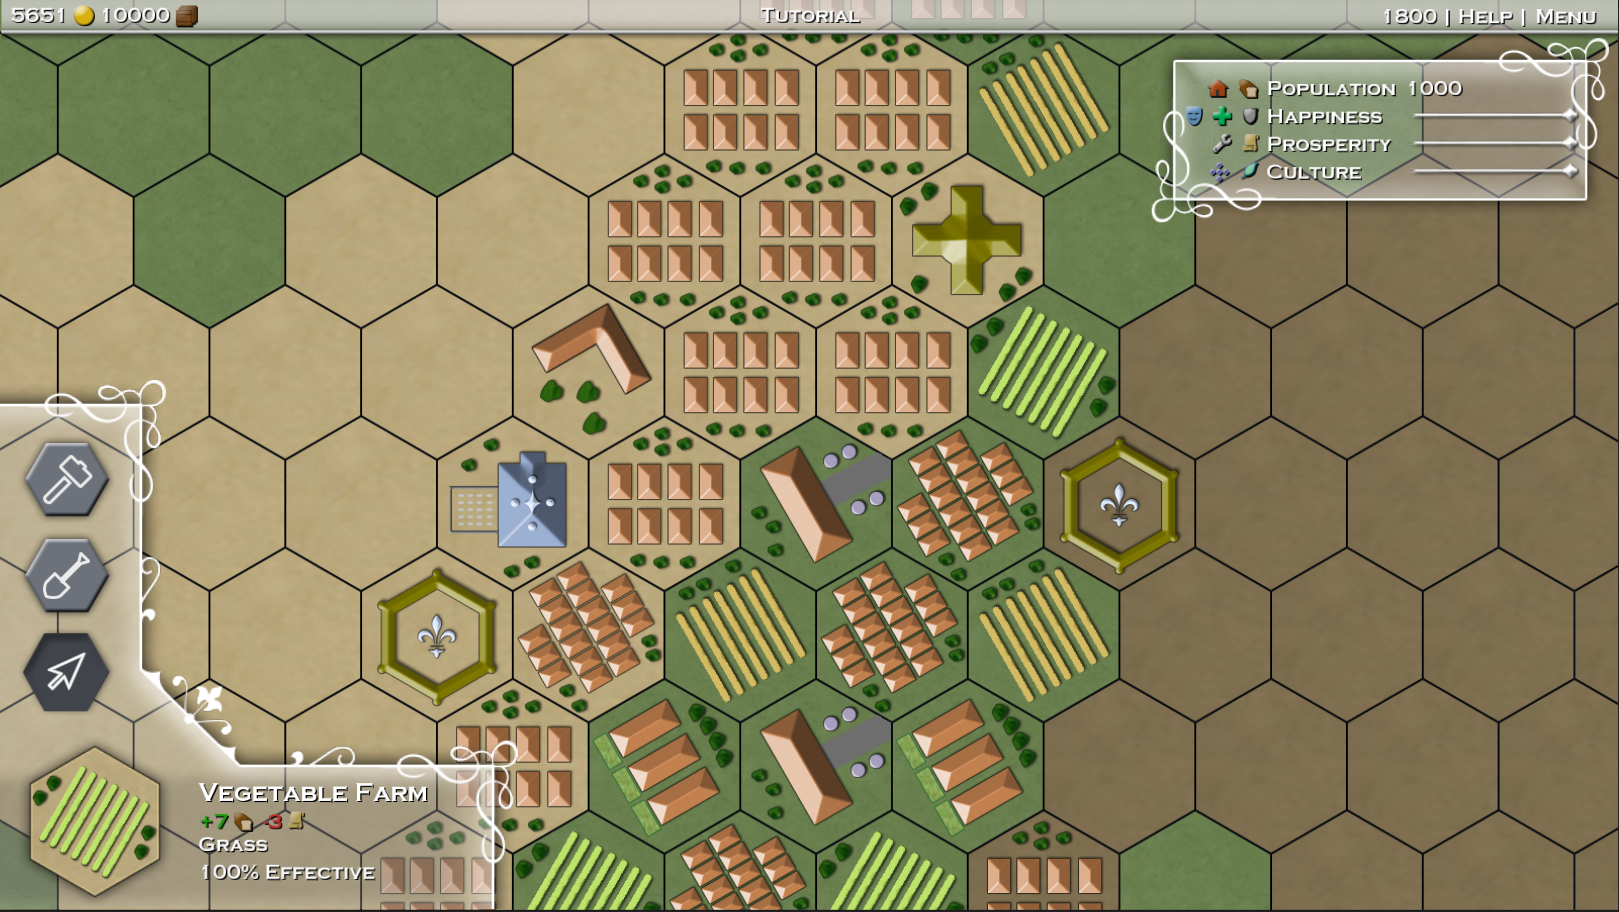 5651 10000
Tutorial
1800 | Help | Menu
Population 1000
Happiness
Prosperity
Culture
Vegetable Farm
+7 -3
Grass
100% Effective